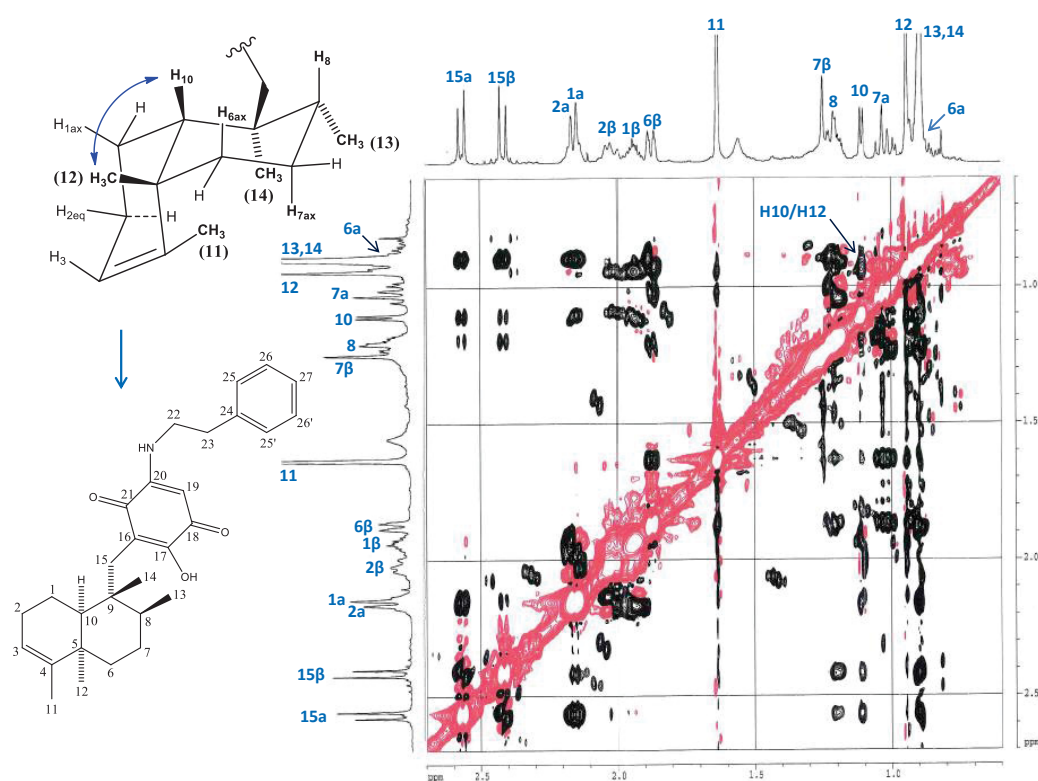 H8
H10
H
H6ax
H1ax
CH3
(13)
(12) H3C
H
CH3
(14)
H
H
H2eq
H
H7ax
H3
CH3
(11)
15a
15β
2a
1a
2β
1β
6β
11
7β
8
10
7a
12
13,14
6a
6a
13,14
12
7a
10
8
7β
11
6β
1β
2β
1a
2a
15β
15a
H10/H12
1.0
1.5
2.0
2.5
ppm
ppm
2.5
2.0
1.5
1.0
26
25
27
22
24
26'
23
25'
HN
20
O
21
19
16
18
O
15
17
14
OH
H
13
1
9
2
10
8
3
5
7
4
6
12
11